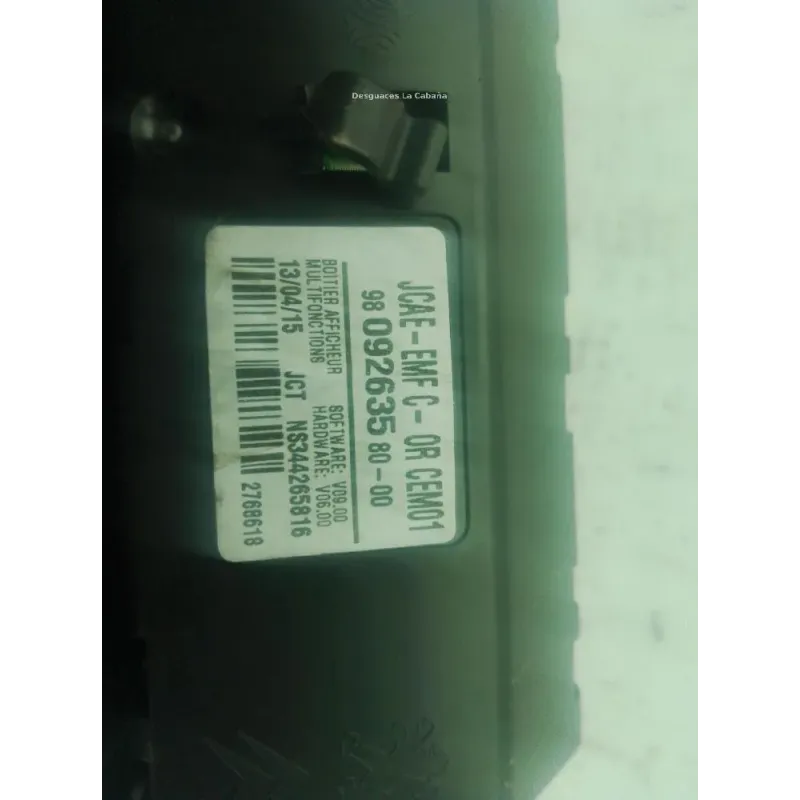 Desguaces La Cabaña
JCAE-EMF C-OR CEM01
98 092635 80-00
BOITIER AFFICHEUR SOFTWARE: V09.00
MULTIFONCTIONS HARDWARE: V06.00
13/04/15 JCT NS344265816
2768618